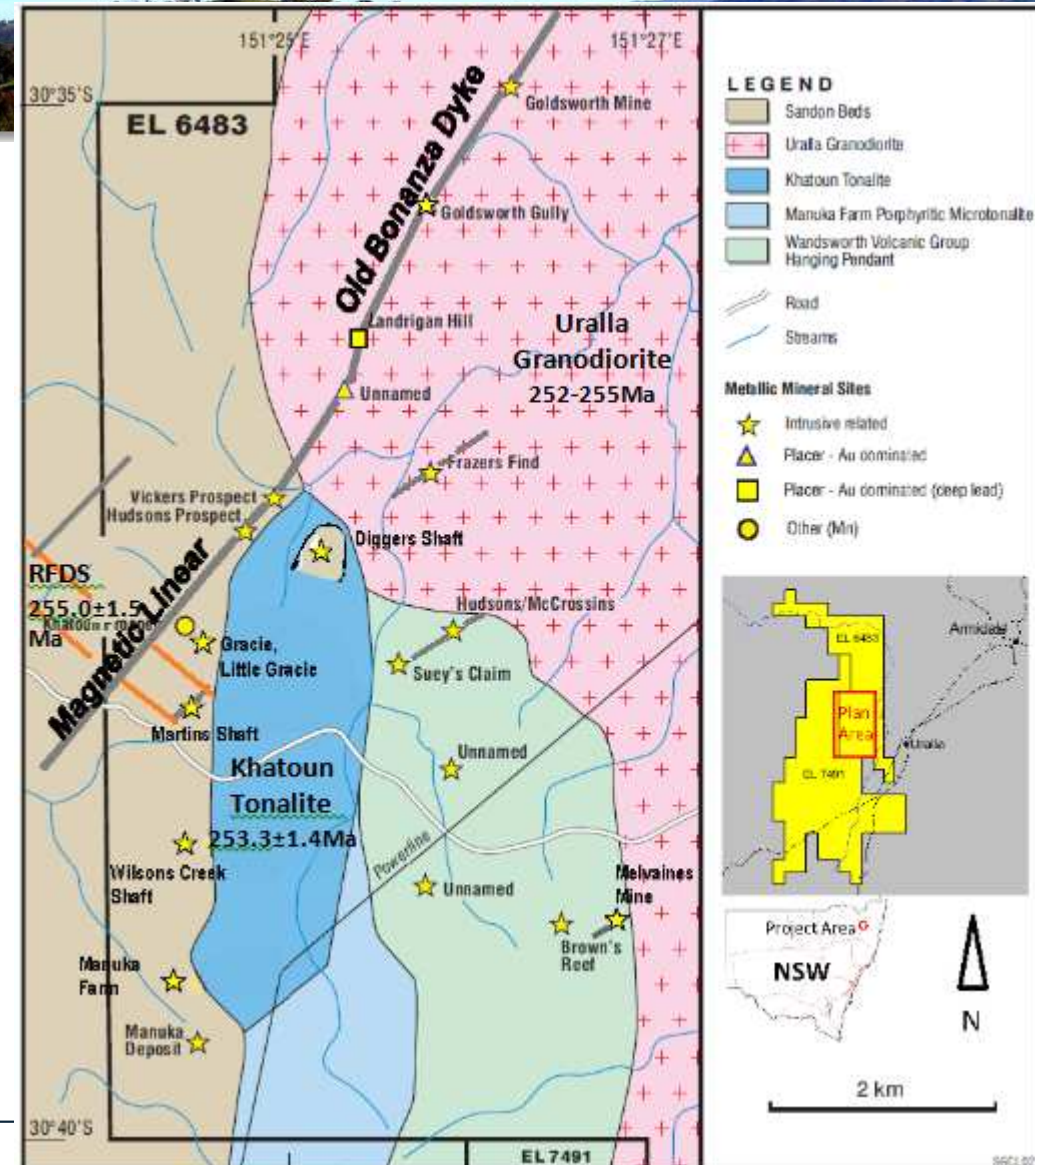 151°25'E
151°27'E
30°35'S
EL 6483
Old Bonanza Dyke
Goldsworth Mine
Goldsworth Gully
Landrigan Hill
Uralla
Granodiorite
252-255Ma
Unnamed
Frazers Find
Vickers Prospect
Hudsons Prospect
Diggers Shaft
RFDS
255.0±1.5
Ma
Magnetic Linear
Hudsons/McCrossins
Gracie,
Little Gracie
Suey's Claim
Martins Shaft
Khatoun
Tonalite
253.3±1.4Ma
Unnamed
Powerline
Wilsons Creek
Shaft
Unnamed
Melvaines
Mine
Brown's
Reef
Manuka
Farm
Manuka
Deposit
30°40'S
EL 7491
LEGEND
Sandon Beds
Uralla Granodiorite
Khatoun Tonalite
Manuka Farm Porphyritic Microtonalite
Wandsworth Volcanic Group
Hanging Pendant
Road
Streams
Metallic Mineral Sites
Intrusive related
Placer - Au dominated
Placer - Au dominated (deep lead)
Other (Mn)
EL 6483
Armidale
Plan
Area
Uralla
EL 7491
Project Area
NSW
N
2 km